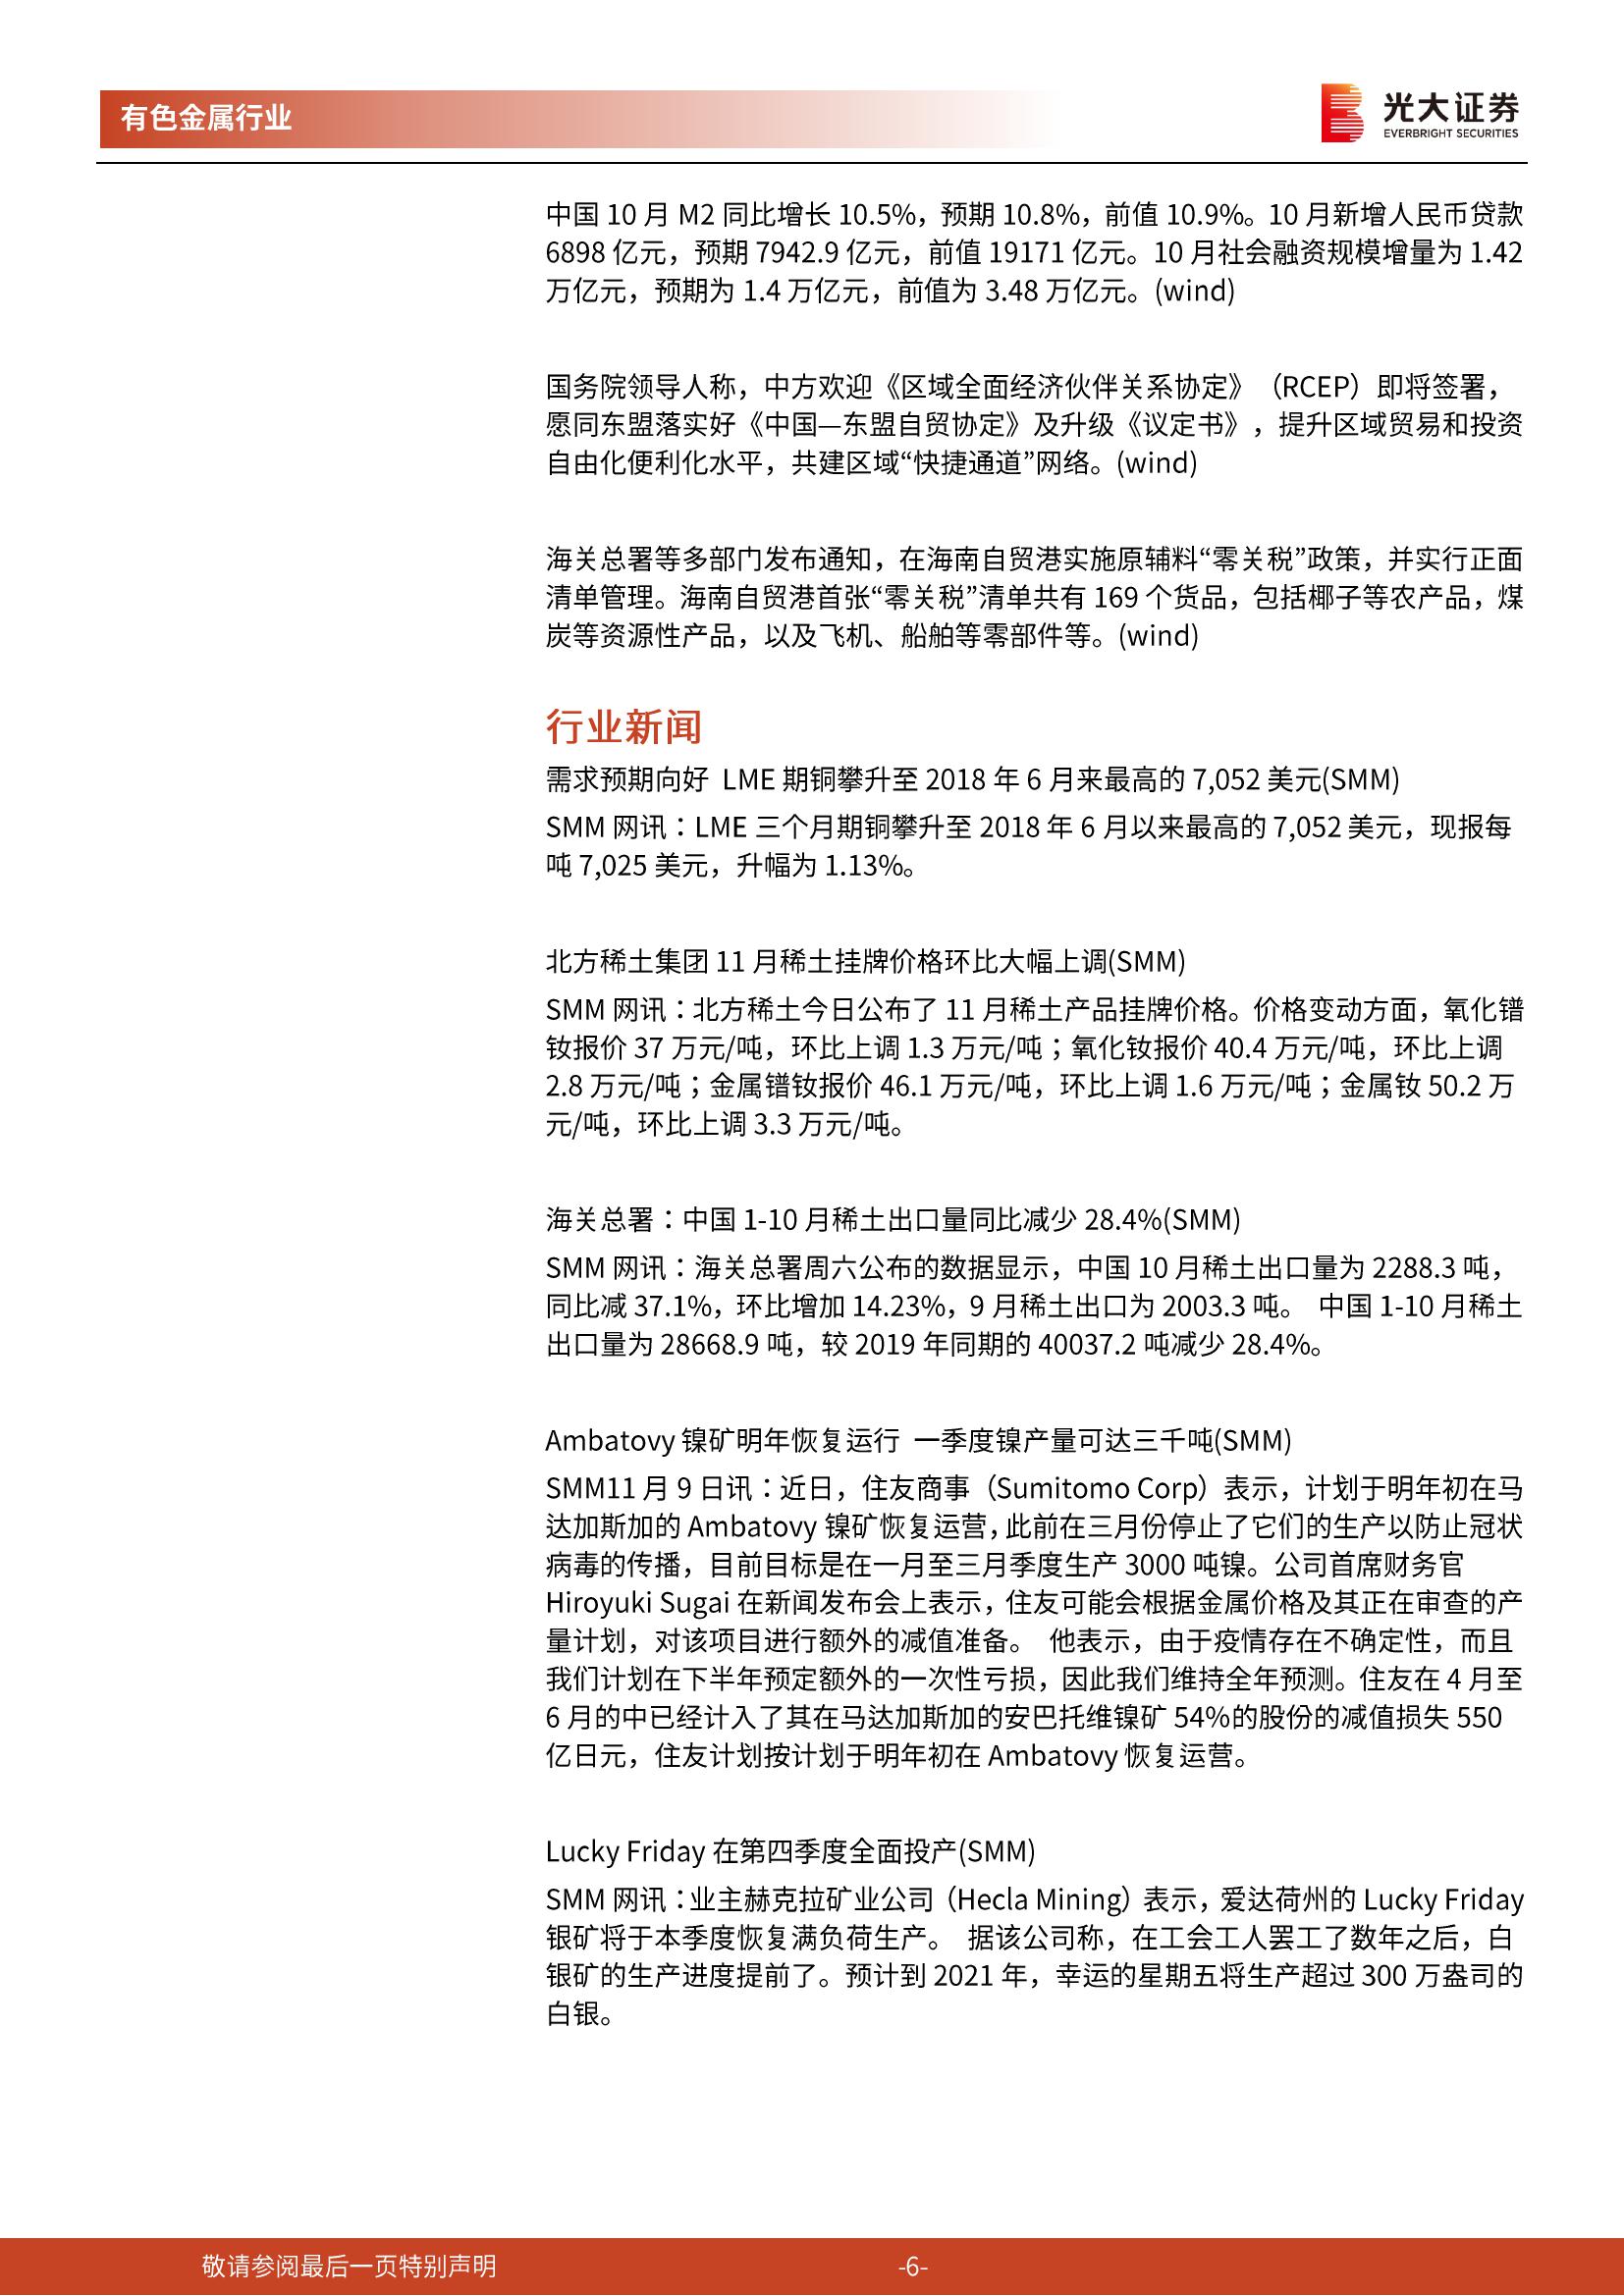 有色金属行业
光大证券
EVERBRIGHT SECURITIES
中国 10 月 M2 同比增长 10.5%，预期 10.8%，前值 10.9%。10 月新增人民币贷款
6898 亿元，预期 7942.9 亿元，前值 19171 亿元。10 月社会融资规模增量为 1.42
万亿元，预期为 1.4 万亿元，前值为 3.48 万亿元。(wind)
国务院领导人称，中方欢迎《区域全面经济伙伴关系协定》（RCEP）即将签署，
愿同东盟落实好《中国—东盟自贸协定》及升级《议定书》，提升区域贸易和投资
自由化便利化水平，共建区域“快捷通道”网络。(wind)
海关总署等多部门发布通知，在海南自贸港实施原辅料“零关税”政策，并实行正面
清单管理。海南自贸港首张“零关税”清单共有 169 个货品，包括椰子等农产品，煤
炭等资源性产品，以及飞机、船舶等零部件等。(wind)
行业新闻
需求预期向好 LME 期铜攀升至 2018 年 6 月来最高的 7,052 美元(SMM)
SMM 网讯：LME 三个月期铜攀升至 2018 年 6 月以来最高的 7,052 美元，现报每
吨 7,025 美元，升幅为 1.13%。
北方稀土集团 11 月稀土挂牌价格环比大幅上调(SMM)
SMM 网讯：北方稀土今日公布了 11 月稀土产品挂牌价格。价格变动方面，氧化镨
钕报价 37 万元/吨，环比上调 1.3 万元/吨；氧化钕报价 40.4 万元/吨，环比上调
2.8 万元/吨；金属镨钕报价 46.1 万元/吨，环比上调 1.6 万元/吨；金属钕 50.2 万
元/吨，环比上调 3.3 万元/吨。
海关总署：中国 1-10 月稀土出口量同比减少 28.4%(SMM)
SMM 网讯：海关总署周六公布的数据显示，中国 10 月稀土出口量为 2288.3 吨，
同比减 37.1%，环比增加 14.23%，9 月稀土出口为 2003.3 吨。 中国 1-10 月稀土
出口量为 28668.9 吨，较 2019 年同期的 40037.2 吨减少 28.4%。
Ambatovy 镍矿明年恢复运行 一季度镍产量可达三千吨(SMM)
SMM11 月 9 日讯：近日，住友商事（Sumitomo Corp）表示，计划于明年初在马
达加斯加的 Ambatovy 镍矿恢复运营，此前在三月份停止了它们的生产以防止冠状
病毒的传播，目前目标是在一月至三月季度生产 3000 吨镍。公司首席财务官
Hiroyuki Sugai 在新闻发布会上表示，住友可能会根据金属价格及其正在审查的产
量计划，对该项目进行额外的减值准备。 他表示，由于疫情存在不确定性，而且
我们计划在下半年预定额外的一次性亏损，因此我们维持全年预测。住友在 4 月至
6 月的中已经计入了其在马达加斯加的安巴托维镍矿 54%的股份的减值损失 550
亿日元，住友计划按计划于明年初在 Ambatovy 恢复运营。
Lucky Friday 在第四季度全面投产(SMM)
SMM 网讯：业主赫克拉矿业公司（Hecla Mining）表示，爱达荷州的 Lucky Friday
银矿将于本季度恢复满负荷生产。 据该公司称，在工会工人罢工了数年之后，白
银矿的生产进度提前了。预计到 2021 年，幸运的星期五将生产超过 300 万盎司的
白银。
敬请参阅最后一页特别声明
-6-